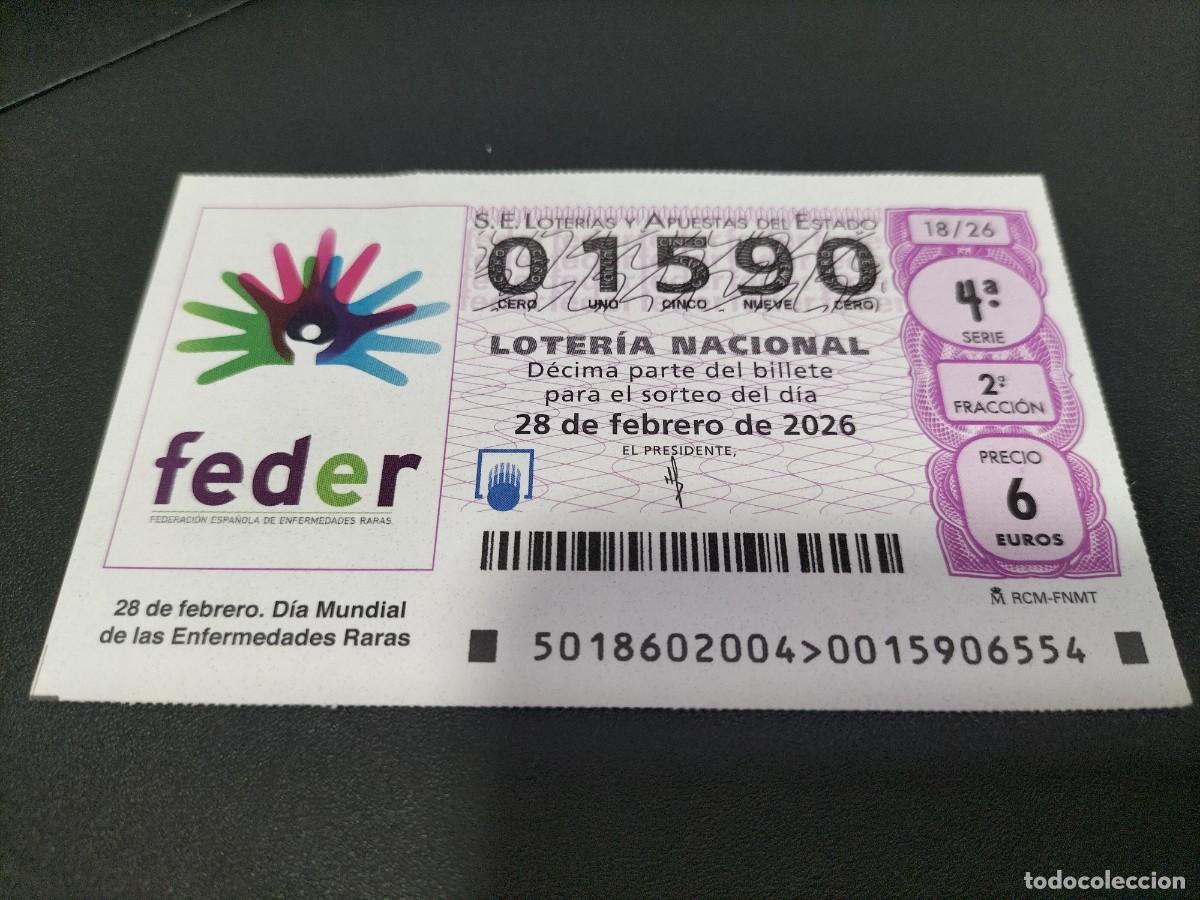 S.E. LOTERÍAS Y APUESTAS DEL ESTADO
01590
CERO UNO CINCO NUEVE CERO
LOTERÍA NACIONAL
Décima parte del billete
para el sorteo del día
28 de febrero de 2026
EL PRESIDENTE,
18/26
4ª
SERIE
2ª
FRACCIÓN
PRECIO
6
EUROS
RCM-FNMT
feder
FEDERACIÓN ESPAÑOLA DE ENFERMEDADES RARAS
28 de febrero. Día Mundial
de las Enfermedades Raras
5018602004>0015906554
todocoleccion